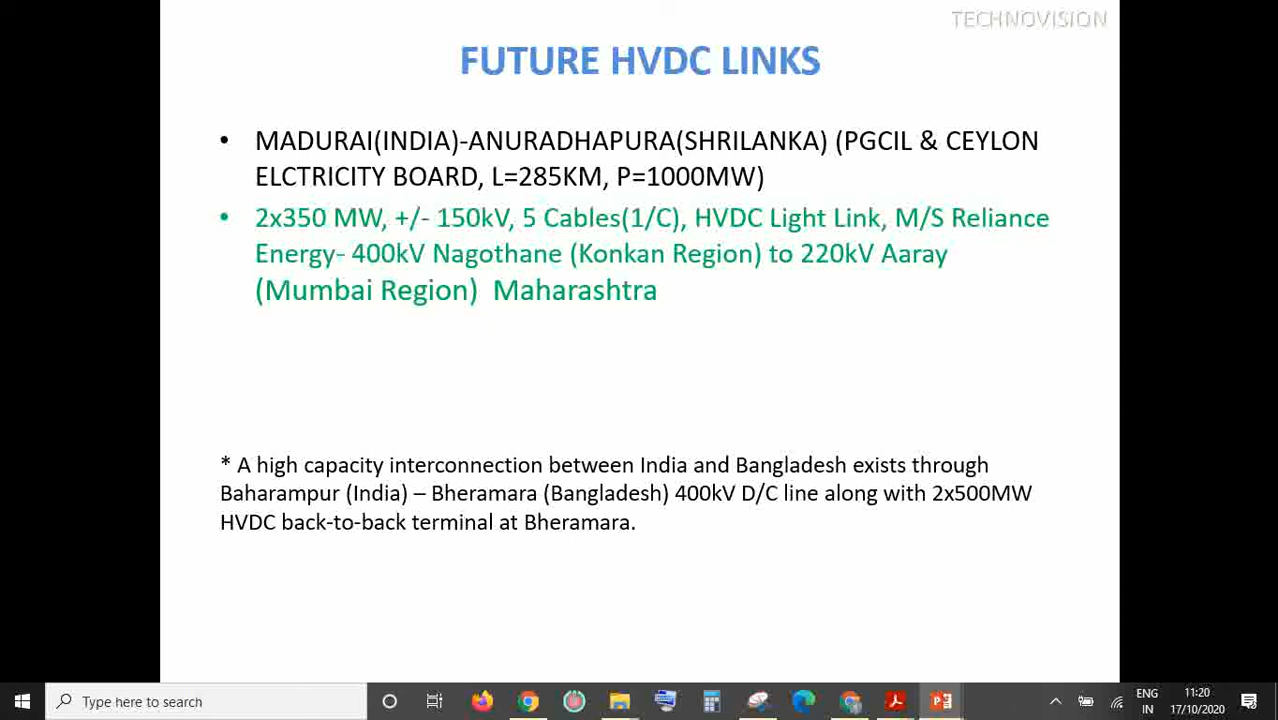 TECHNOVISION
FUTURE HVDC LINKS
• MADURAI(INDIA)-ANURADHAPURA(SHRILANKA) (PGCIL & CEYLON
ELCTRICITY BOARD, L=285KM, P=1000MW)
• 2x350 MW, +/- 150kV, 5 Cables(1/C), HVDC Light Link, M/S Reliance
Energy- 400kV Nagothane (Konkan Region) to 220kV Aaray
(Mumbai Region) Maharashtra
* A high capacity interconnection between India and Bangladesh exists through
Baharampur (India) – Bheramara (Bangladesh) 400kV D/C line along with 2x500MW
HVDC back-to-back terminal at Bheramara.
Type here to search
ENG
IN
11:20
17/10/2020